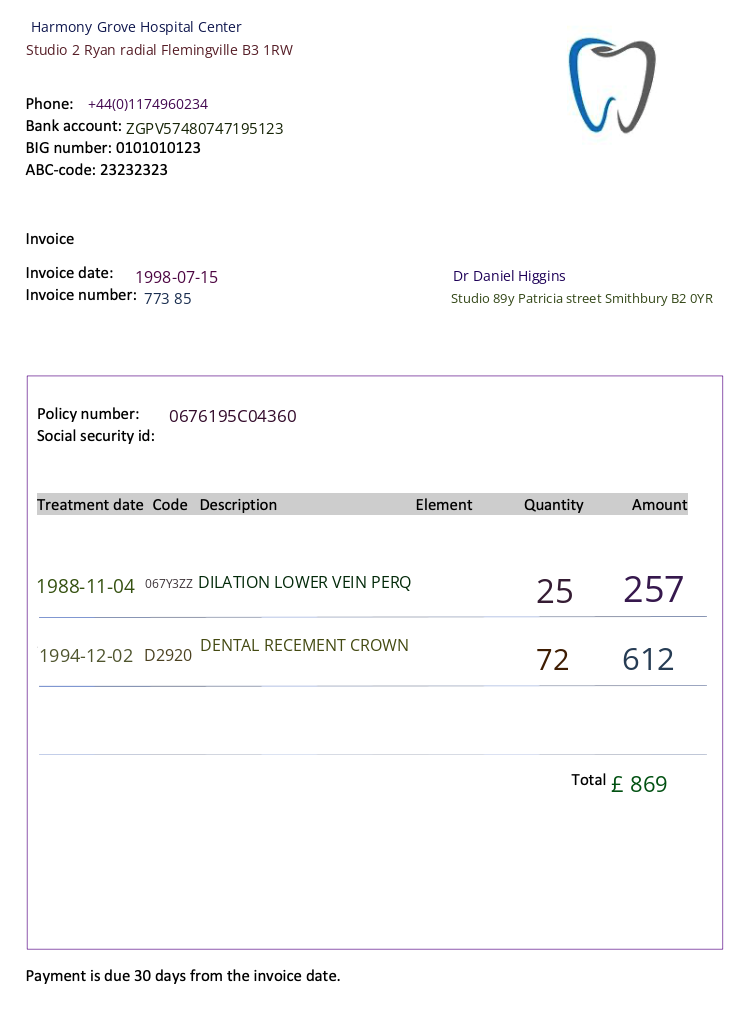 Harmony Grove Hospital Center
Studio 2 Ryan radial Flemingville B3 1RW
Phone: +44(0)1174960234
Bank account: ZGPV57480747195123
BIG number: 0101010123
ABC-code: 23232323
Invoice
Invoice date: 1998-07-15
Invoice number: 773 85
Dr Daniel Higgins
Studio 89y Patricia street Smithbury B2 0YR
Policy number: 0676195C04360
Social security id:
Treatment date Code Description Element Quantity Amount
1988-11-04 067Y3ZZ DILATION LOWER VEIN PERQ 25 257
1994-12-02 D2920 DENTAL RECEMENT CROWN 72 612
Total £ 869
Payment is due 30 days from the invoice date.